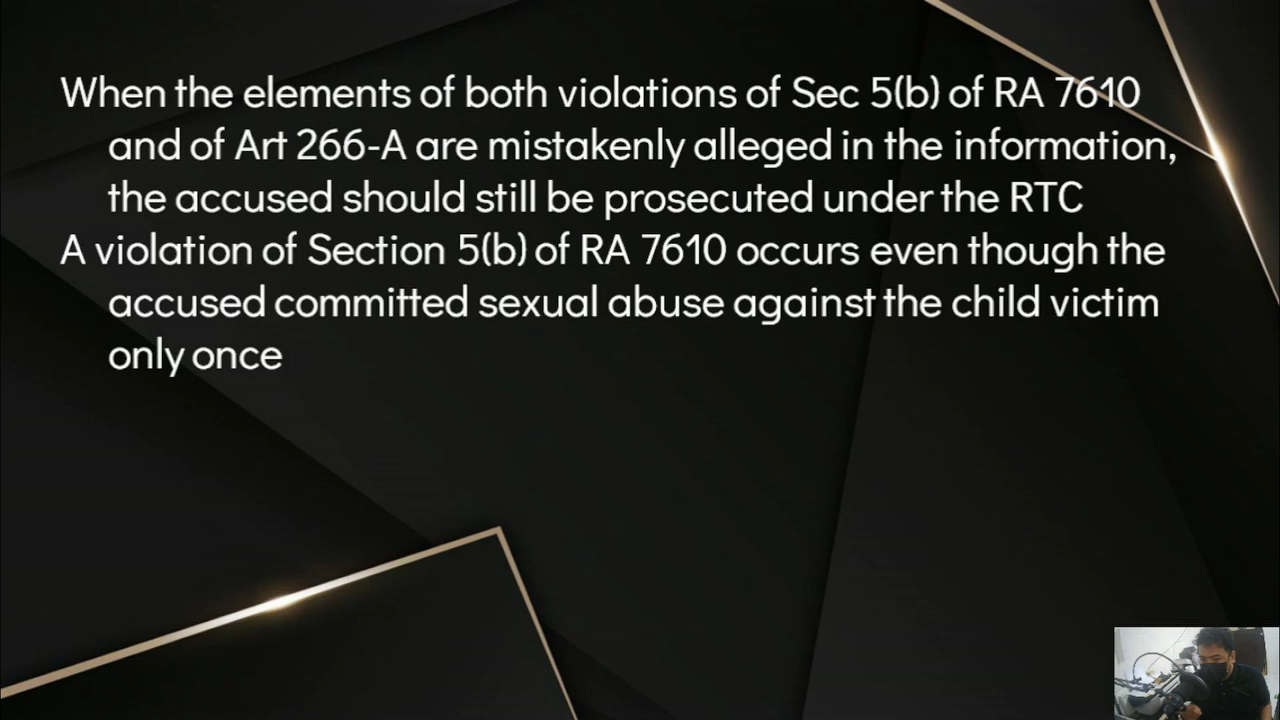 When the elements of both violations of Sec 5(b) of RA 7610
and of Art 266-A are mistakenly alleged in the information,
the accused should still be prosecuted under the RTC
A violation of Section 5(b) of RA 7610 occurs even though the
accused committed sexual abuse against the child victim
only once